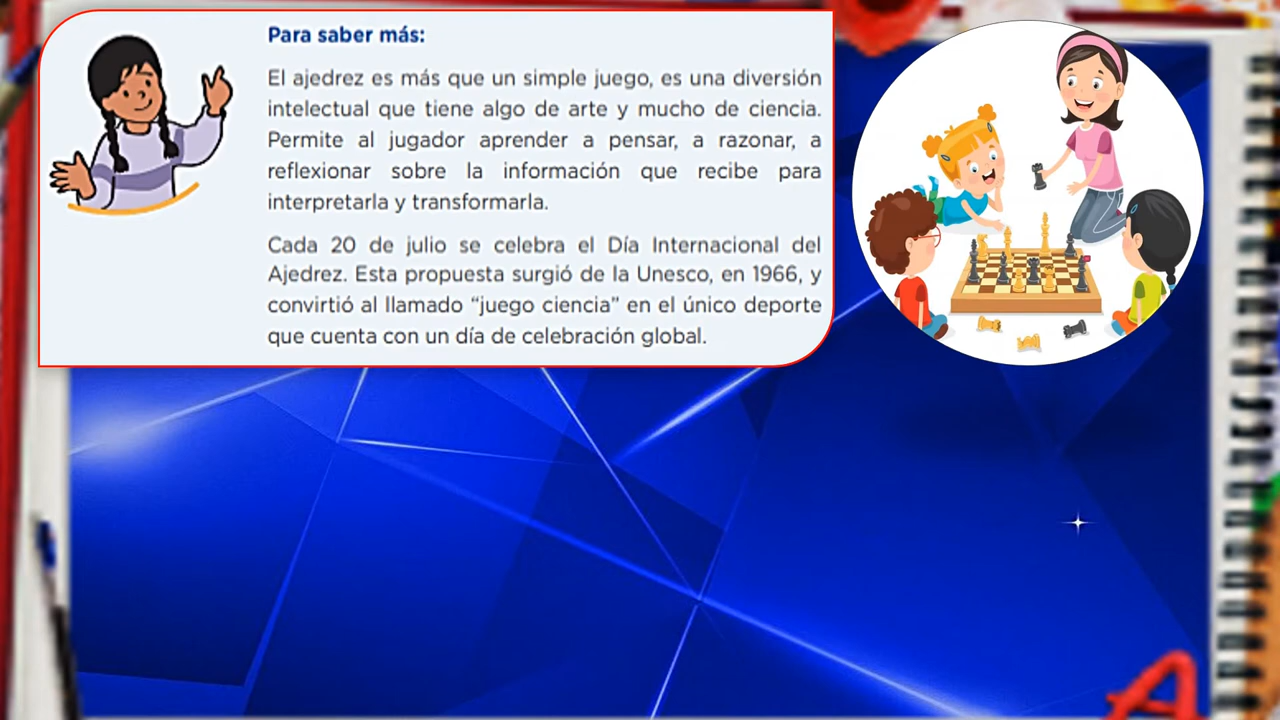 Para saber más:
El ajedrez es más que un simple juego, es una diversión
intelectual que tiene algo de arte y mucho de ciencia.
Permite al jugador aprender a pensar, a razonar, a
reflexionar sobre la información que recibe para
interpretarla y transformarla.
Cada 20 de julio se celebra el Día Internacional del
Ajedrez. Esta propuesta surgió de la Unesco, en 1966, y
convirtió al llamado “juego ciencia” en el único deporte
que cuenta con un día de celebración global.
A